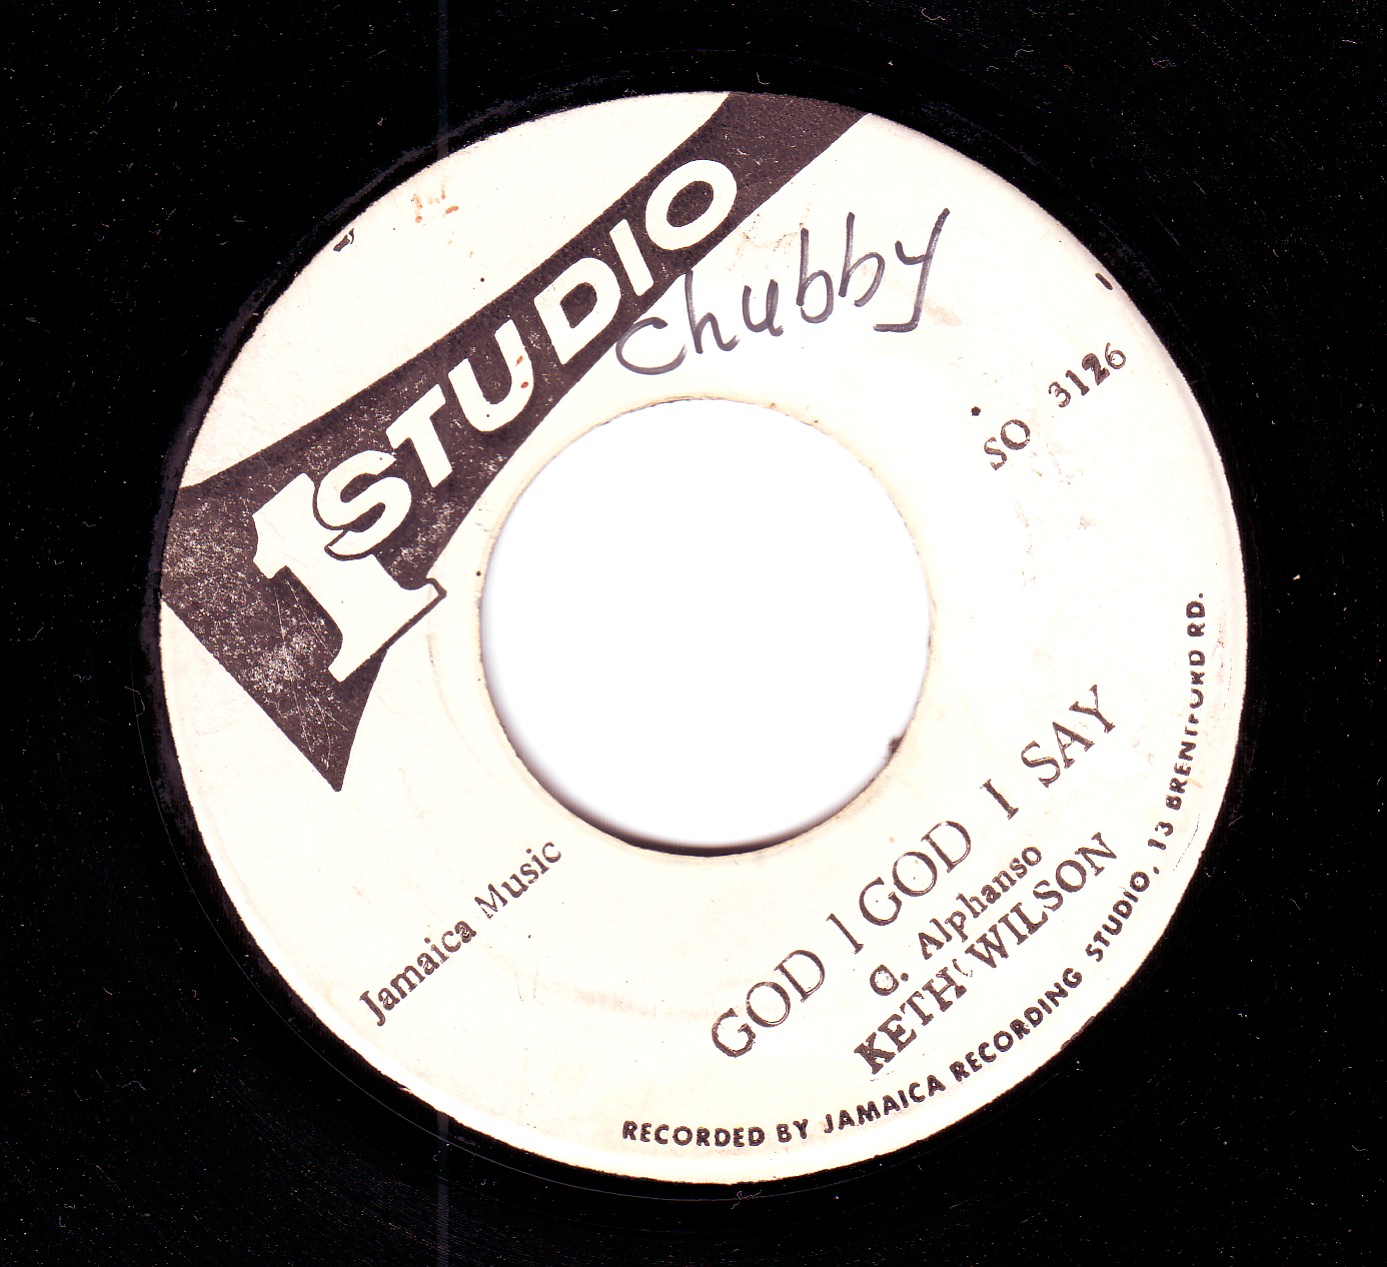 1 STUDIO
Chubby
SO 3126
Jamaica Music
GOD I GOD I SAY
C. Alphanso
KETH WILSON
RECORDED BY JAMAICA RECORDING STUDIO, 13 BRENTFORD RD.